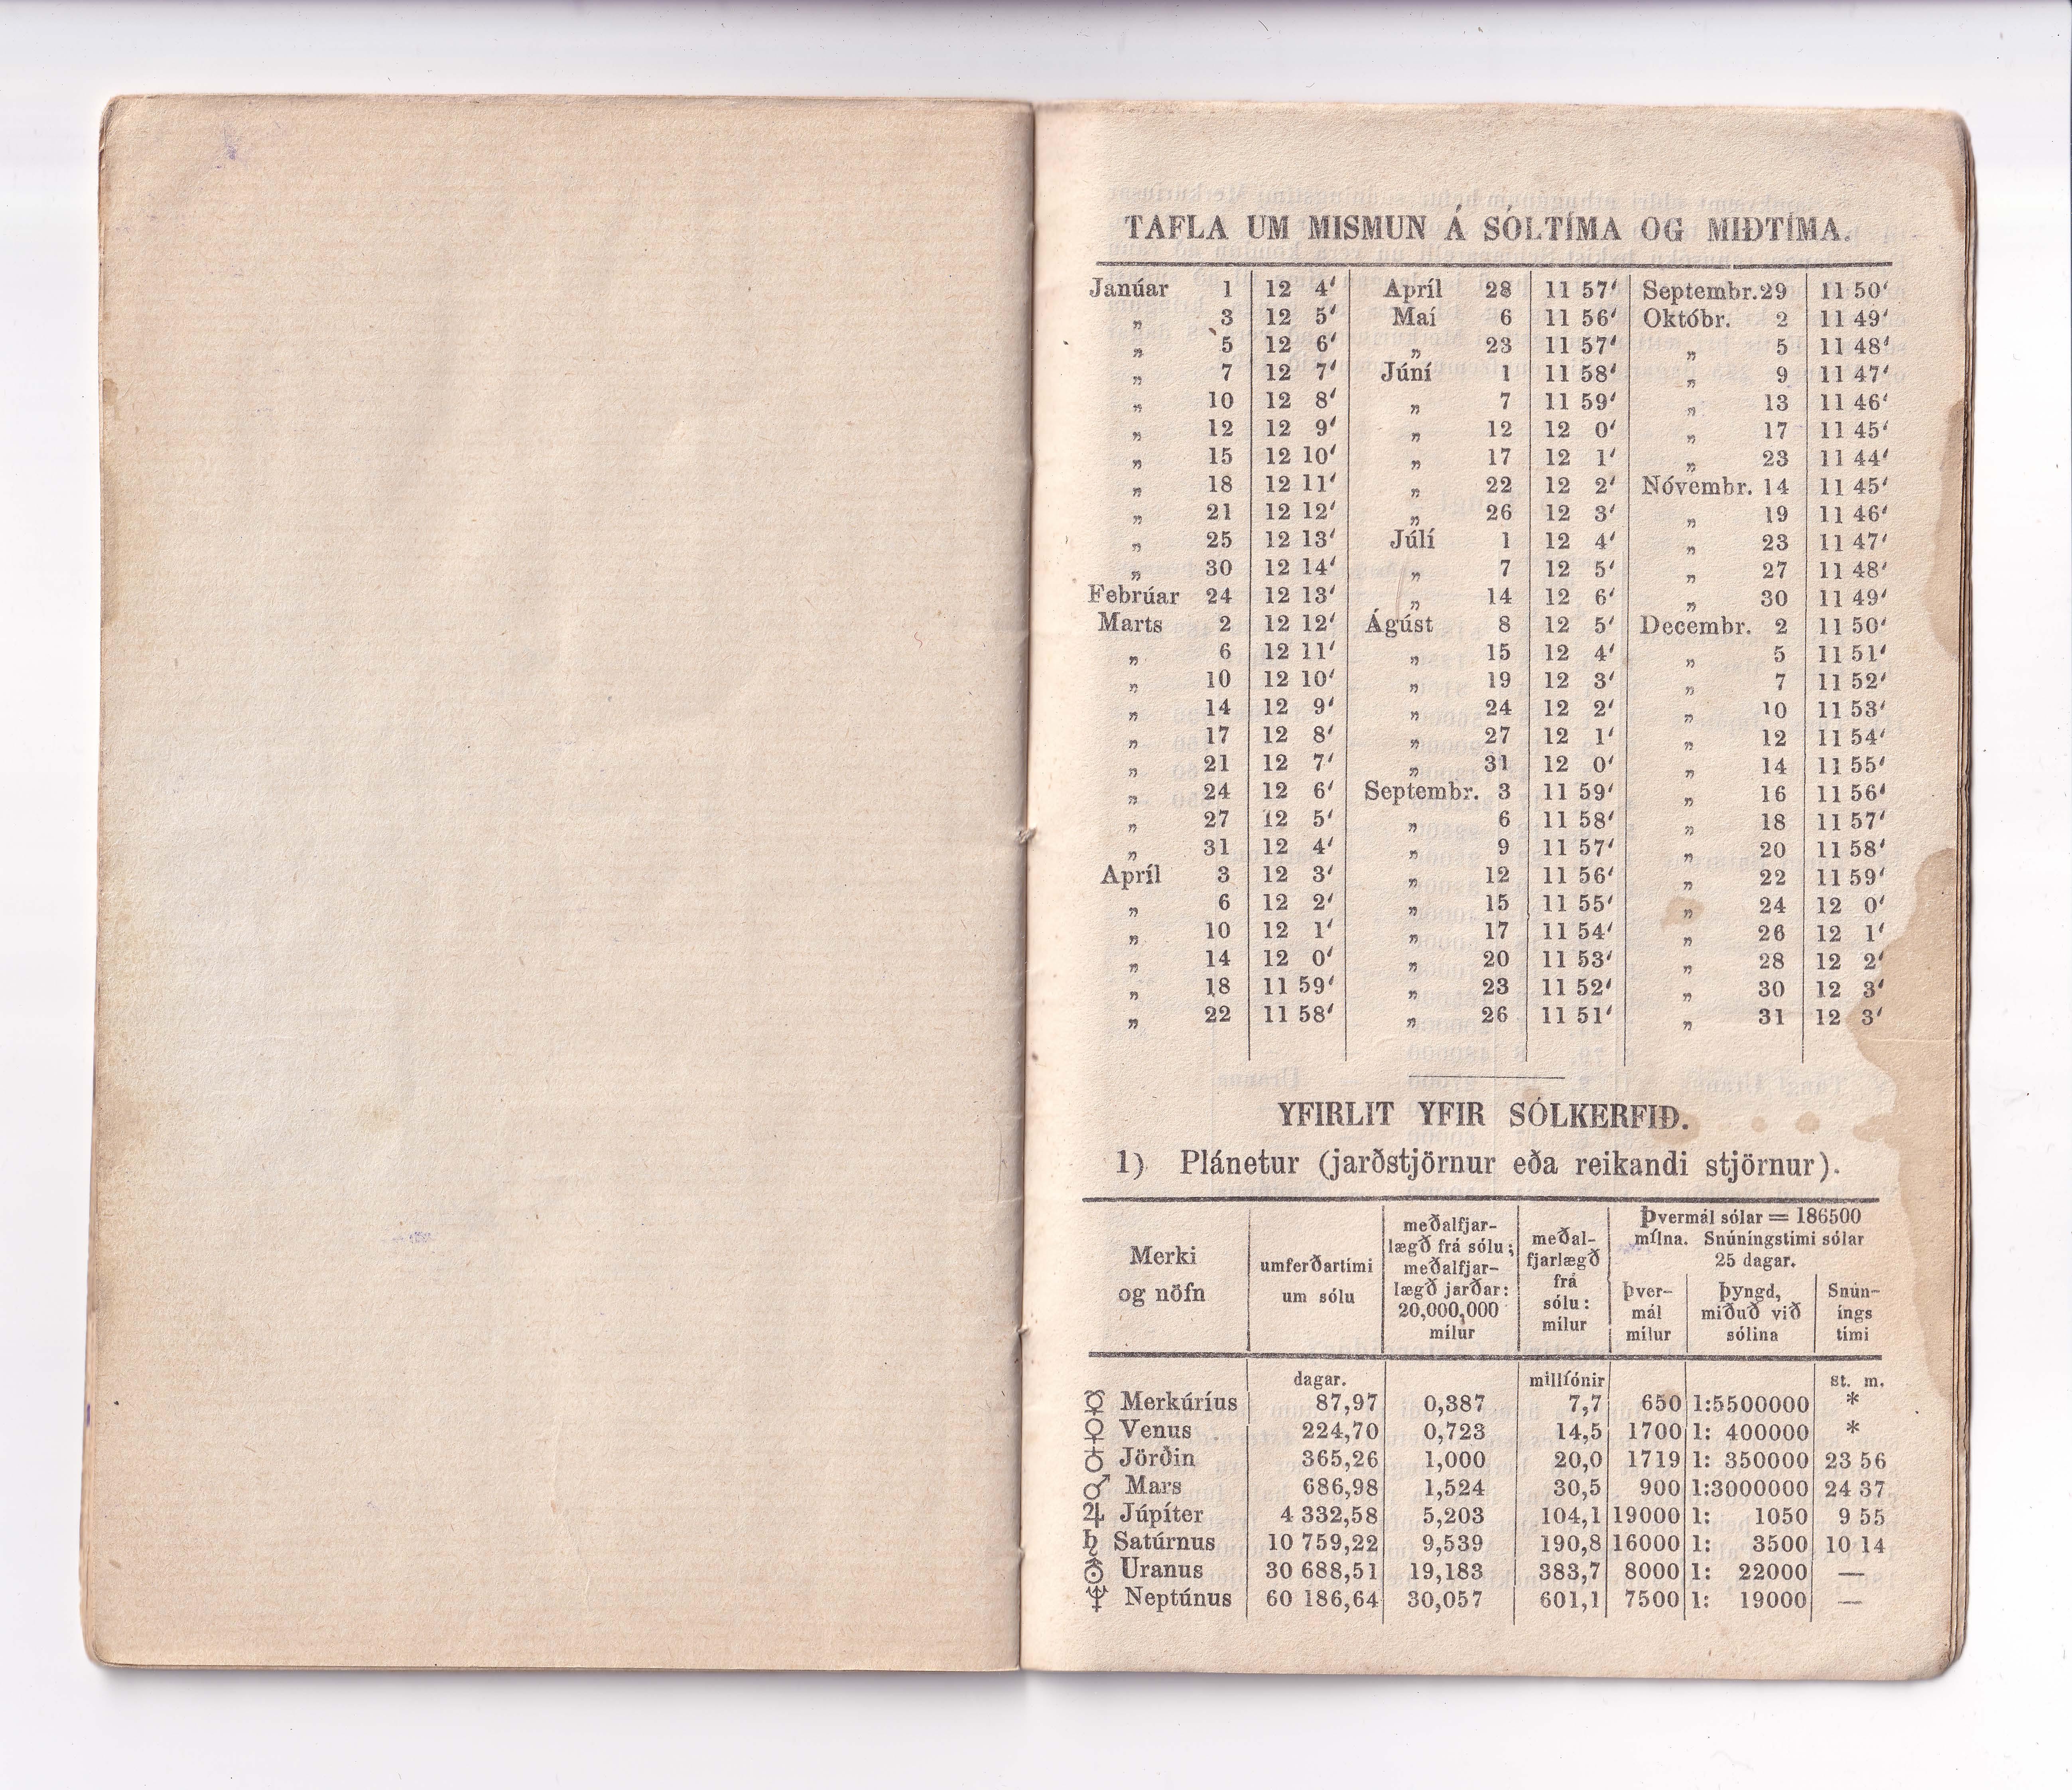 TAFLA UM MISMUN Á SÓLTÍMA OG MIÐTÍMA.
Janúar 1 12 4′ Apríl 28 11 57′ Septembr. 29 11 50′
„ 3 12 5′ Maí 6 11 56′ Októbr. 2 11 49′
„ 5 12 6′ „ 23 11 57′ „ 5 11 48′
„ 7 12 7′ Júní 1 11 58′ „ 9 11 47′
„ 10 12 8′ „ 7 11 59′ „ 13 11 46′
„ 12 12 9′ „ 12 12 0′ „ 17 11 45′
„ 15 12 10′ „ 17 12 1′ „ 23 11 44′
„ 18 12 11′ „ 22 12 2′ Nóvembr. 14 11 45′
„ 21 12 12′ „ 26 12 3′ „ 19 11 46′
„ 25 12 13′ Júlí 1 12 4′ „ 23 11 47′
„ 30 12 14′ „ 7 12 5′ „ 27 11 48′
Febrúar 24 12 13′ „ 14 12 6′ „ 30 11 49′
Marts 2 12 12′ Ágúst 8 12 5′ Decembr. 2 11 50′
„ 6 12 11′ „ 15 12 4′ „ 5 11 51′
„ 10 12 10′ „ 19 12 3′ „ 7 11 52′
„ 14 12 9′ „ 24 12 2′ „ 10 11 53′
„ 17 12 8′ „ 27 12 1′ „ 12 11 54′
„ 21 12 7′ „ 31 12 0′ „ 14 11 55′
„ 24 12 6′ Septembr. 3 11 59′ „ 16 11 56′
„ 27 12 5′ „ 6 11 58′ „ 18 11 57′
„ 31 12 4′ „ 9 11 57′ „ 20 11 58′
Apríl 3 12 3′ „ 12 11 56′ „ 22 11 59′
„ 6 12 2′ „ 15 11 55′ „ 24 12 0′
„ 10 12 1′ „ 17 11 54′ „ 26 12 1′
„ 14 12 0′ „ 20 11 53′ „ 28 12 2′
„ 18 11 59′ „ 23 11 52′ „ 30 12 3′
„ 22 11 58′ „ 26 11 51′ „ 31 12 3′
YFIRLIT YFIR SÓLKERFIÐ.
1) Plánetur (jarðstjörnur eða reikandi stjörnur).
Merki
og nöfn
umferðartími
um sólu
meðalfjar-
lægð frá sólu;
meðalfjar-
lægð jarðar:
20,000,000
mílur
meðal-
fjarlægð
frá
sólu:
mílur
Þvermál sólar = 186500
mílna. Snúníngstimi sólar
25 dagar.
þver-
mál
mílur
þyngd,
miðuð við
sólina
Snún-
íngs
tími
dagar. millíónir st. m.
☿ Merkúríus 87,97 0,387 7,7 650 1:5500000 *
♀ Venus 224,70 0,723 14,5 1700 1: 400000 *
♁ Jörðin 365,26 1,000 20,0 1719 1: 350000 23 56
♂ Mars 686,98 1,524 30,5 900 1:3000000 24 37
♃ Júpíter 4 332,58 5,203 104,1 19000 1: 1050 9 55
♄ Satúrnus 10 759,22 9,539 190,8 16000 1: 3500 10 14
⛢ Uranus 30 688,51 19,183 383,7 8000 1: 22000 —
♆ Neptúnus 60 186,64 30,057 601,1 7500 1: 19000 —